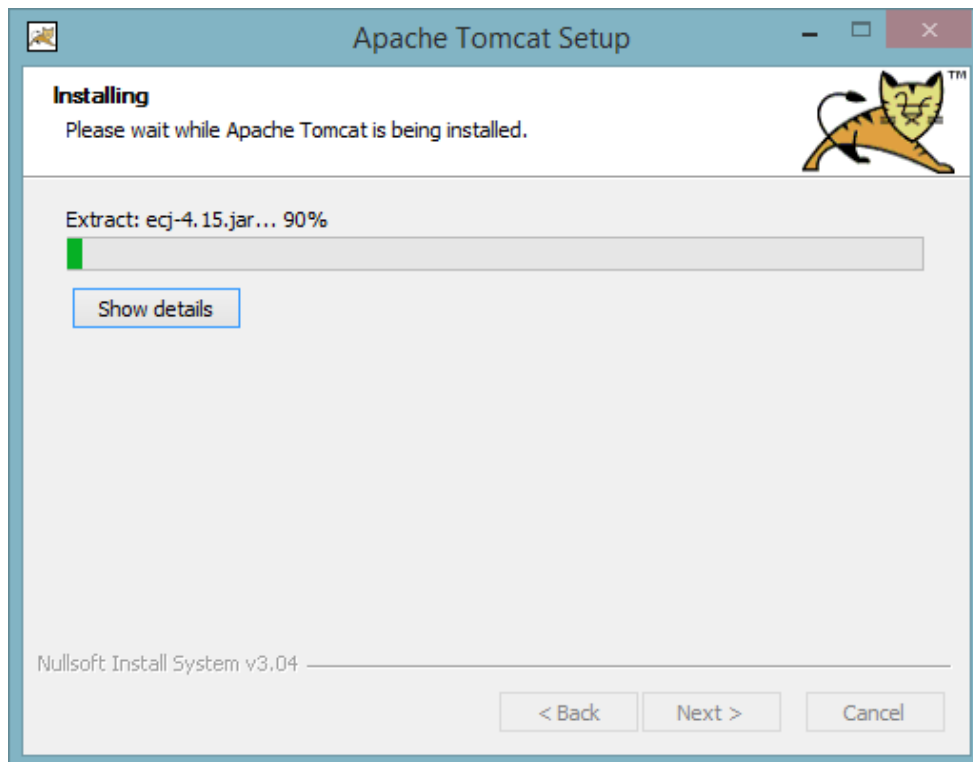 Apache Tomcat Setup
Installing
Please wait while Apache Tomcat is being installed.
TM
Extract: ecj-4.15.jar... 90%
Show details
Nullsoft Install System v3.04
< Back Next > Cancel